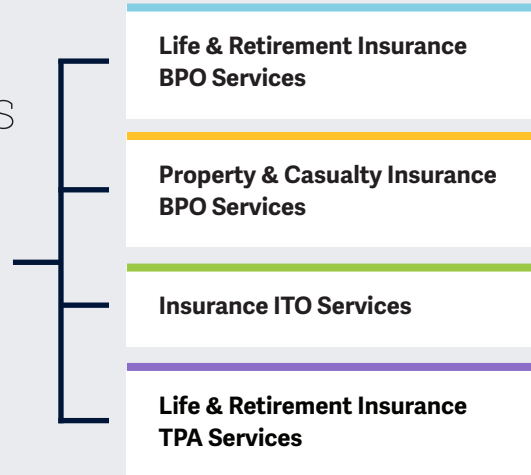 Life & Retirement Insurance
BPO Services
Property & Casualty Insurance
BPO Services
Insurance ITO Services
Life & Retirement Insurance
TPA Services